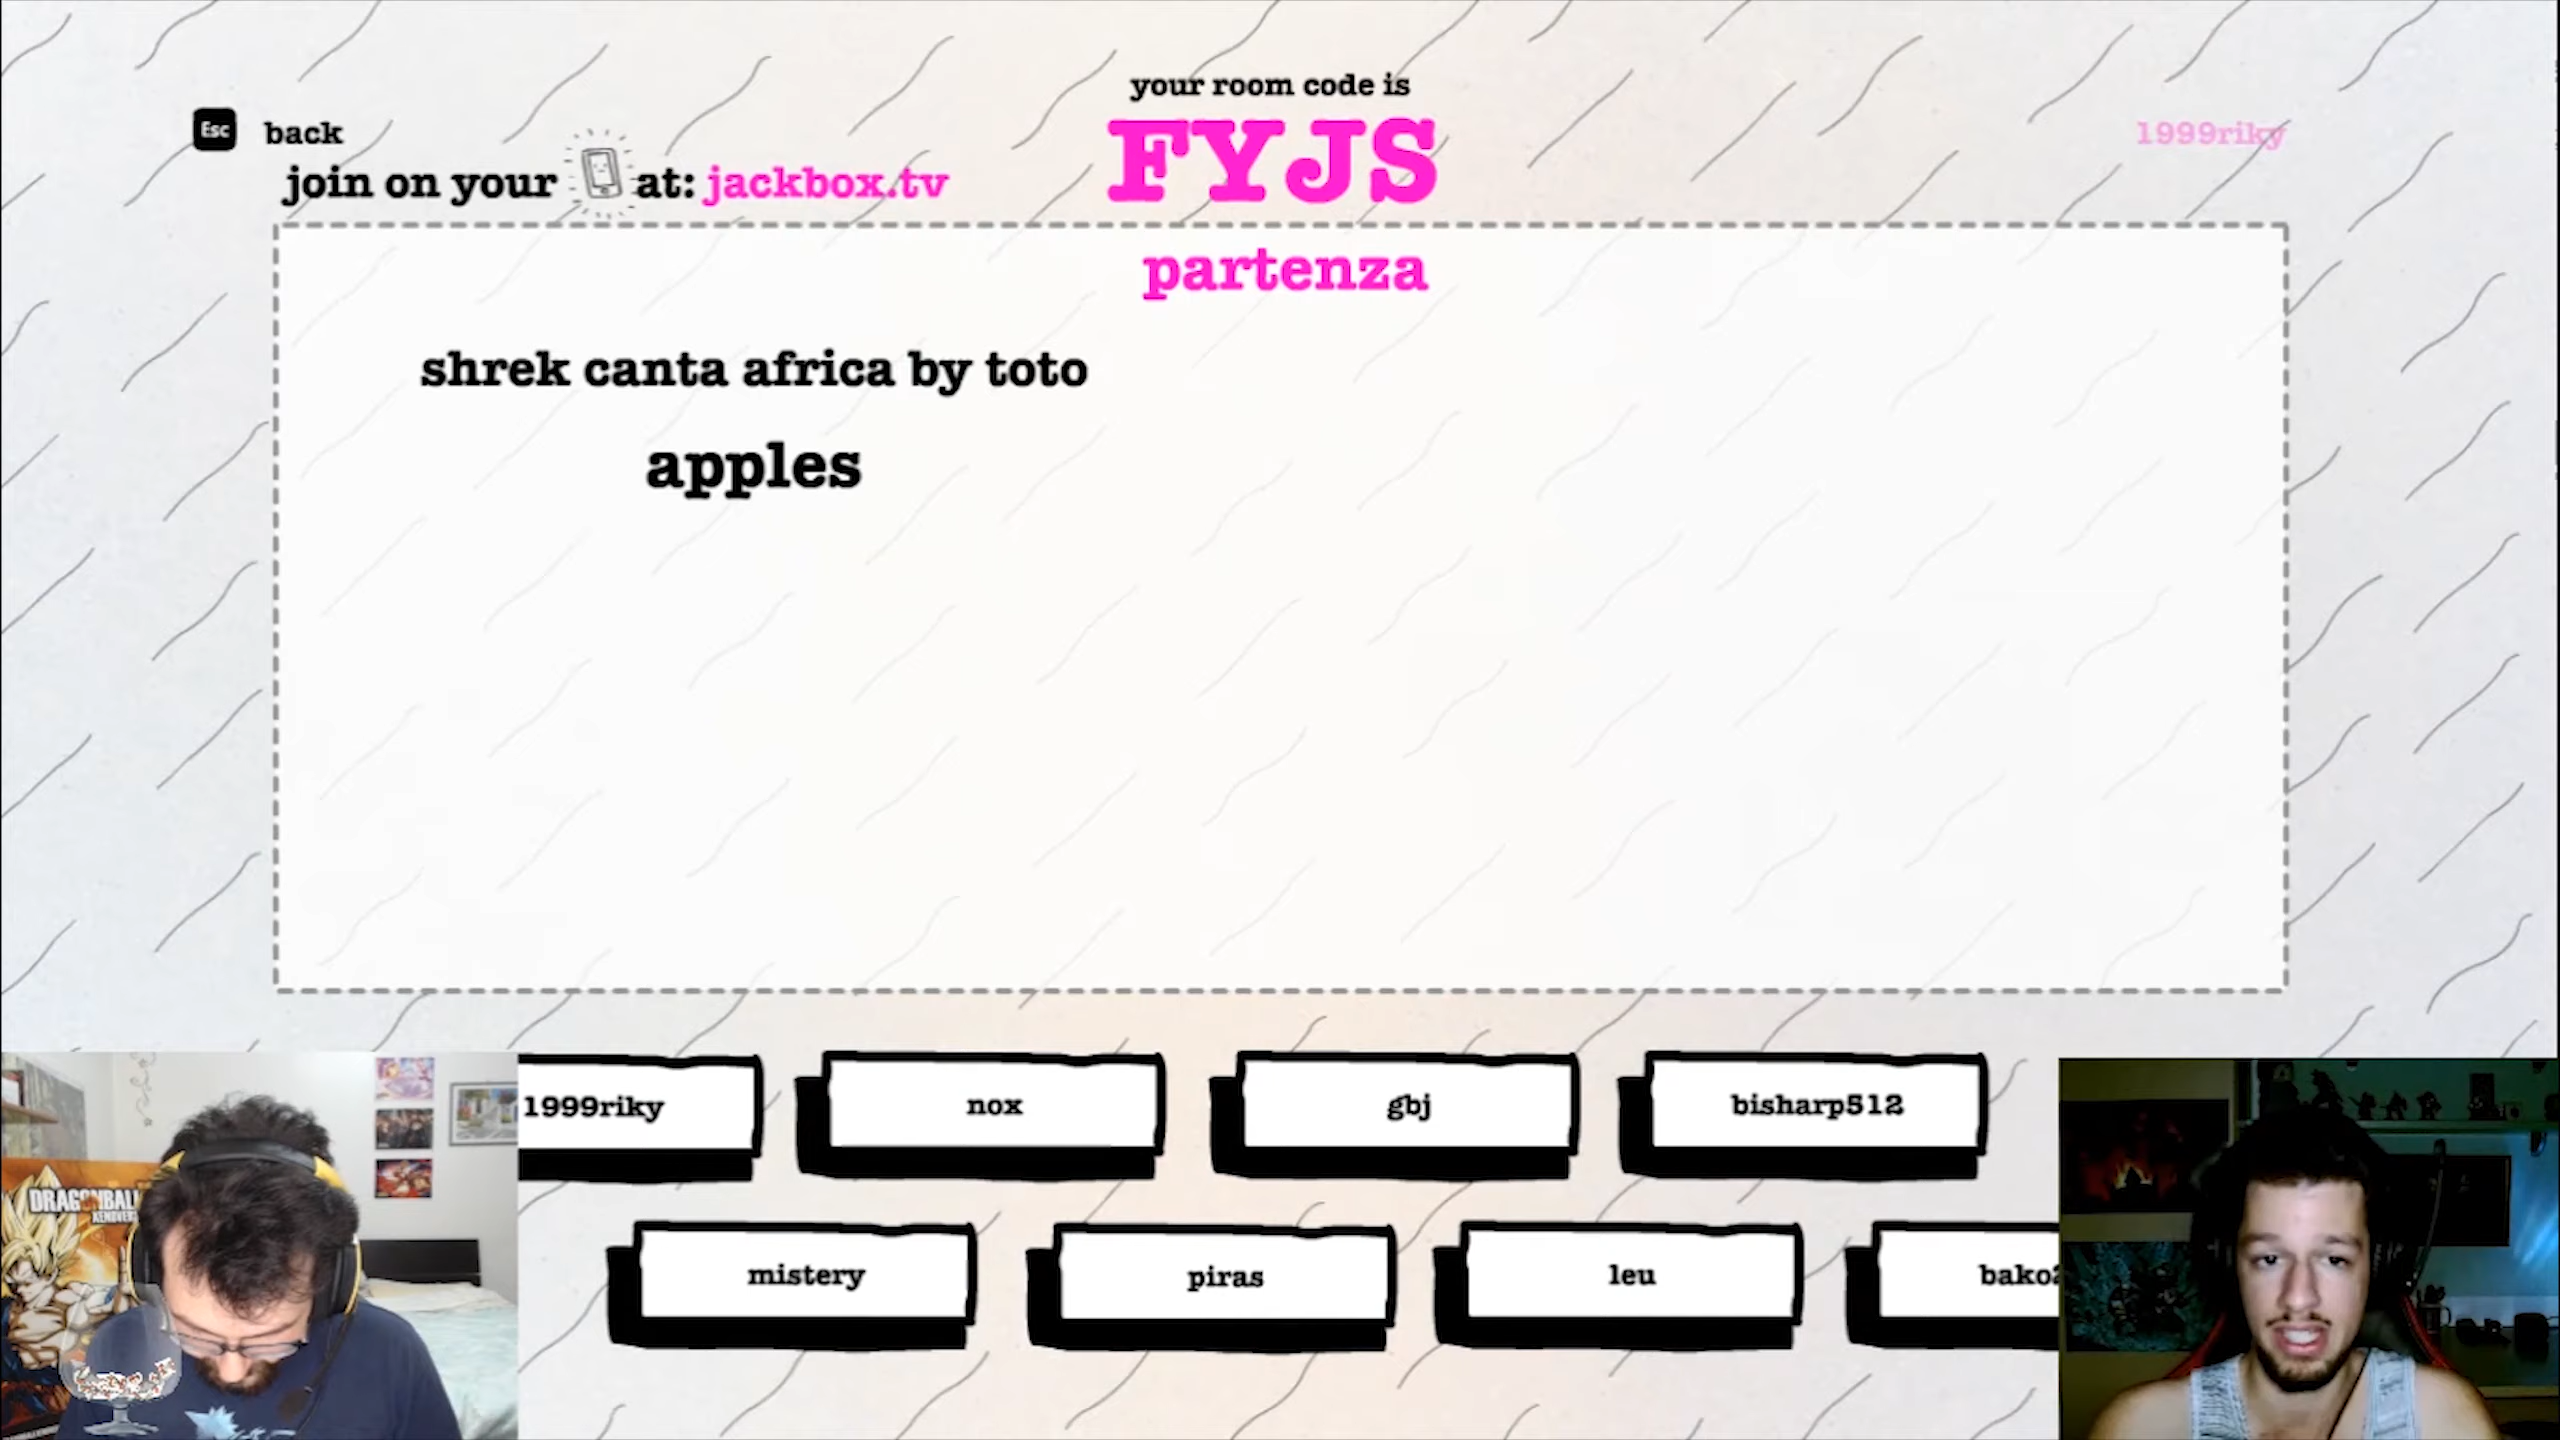 your room code is
FYJS
Esc back
1999riky
join on your at: jackbox.tv
partenza
shrek canta africa by toto
apples
1999riky
nox
gbj
bisharp512
mistery
piras
leu
DRAGONBALL